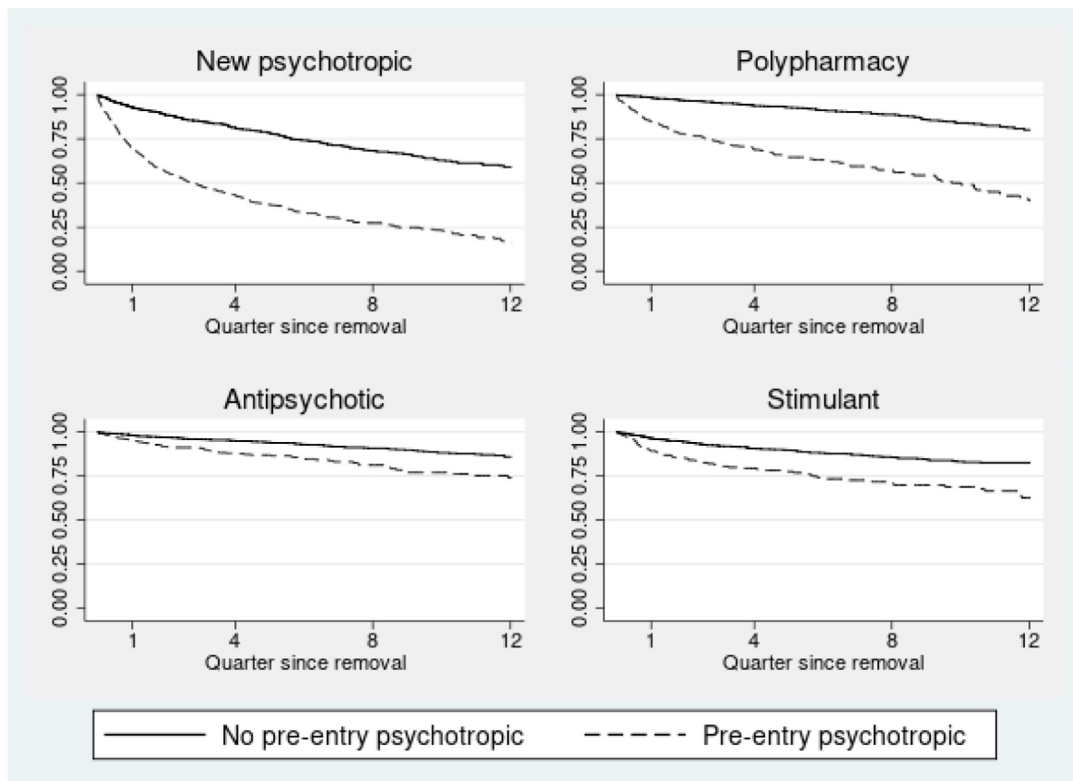 New psychotropic
1.00
0.75
0.50
0.25
0.00
1 4 8 12
Quarter since removal
Polypharmacy
1.00
0.75
0.50
0.25
0.00
1 4 8 12
Quarter since removal
Antipsychotic
1.00
0.75
0.50
0.25
0.00
1 4 8 12
Quarter since removal
Stimulant
1.00
0.75
0.50
0.25
0.00
1 4 8 12
Quarter since removal
No pre-entry psychotropic
Pre-entry psychotropic